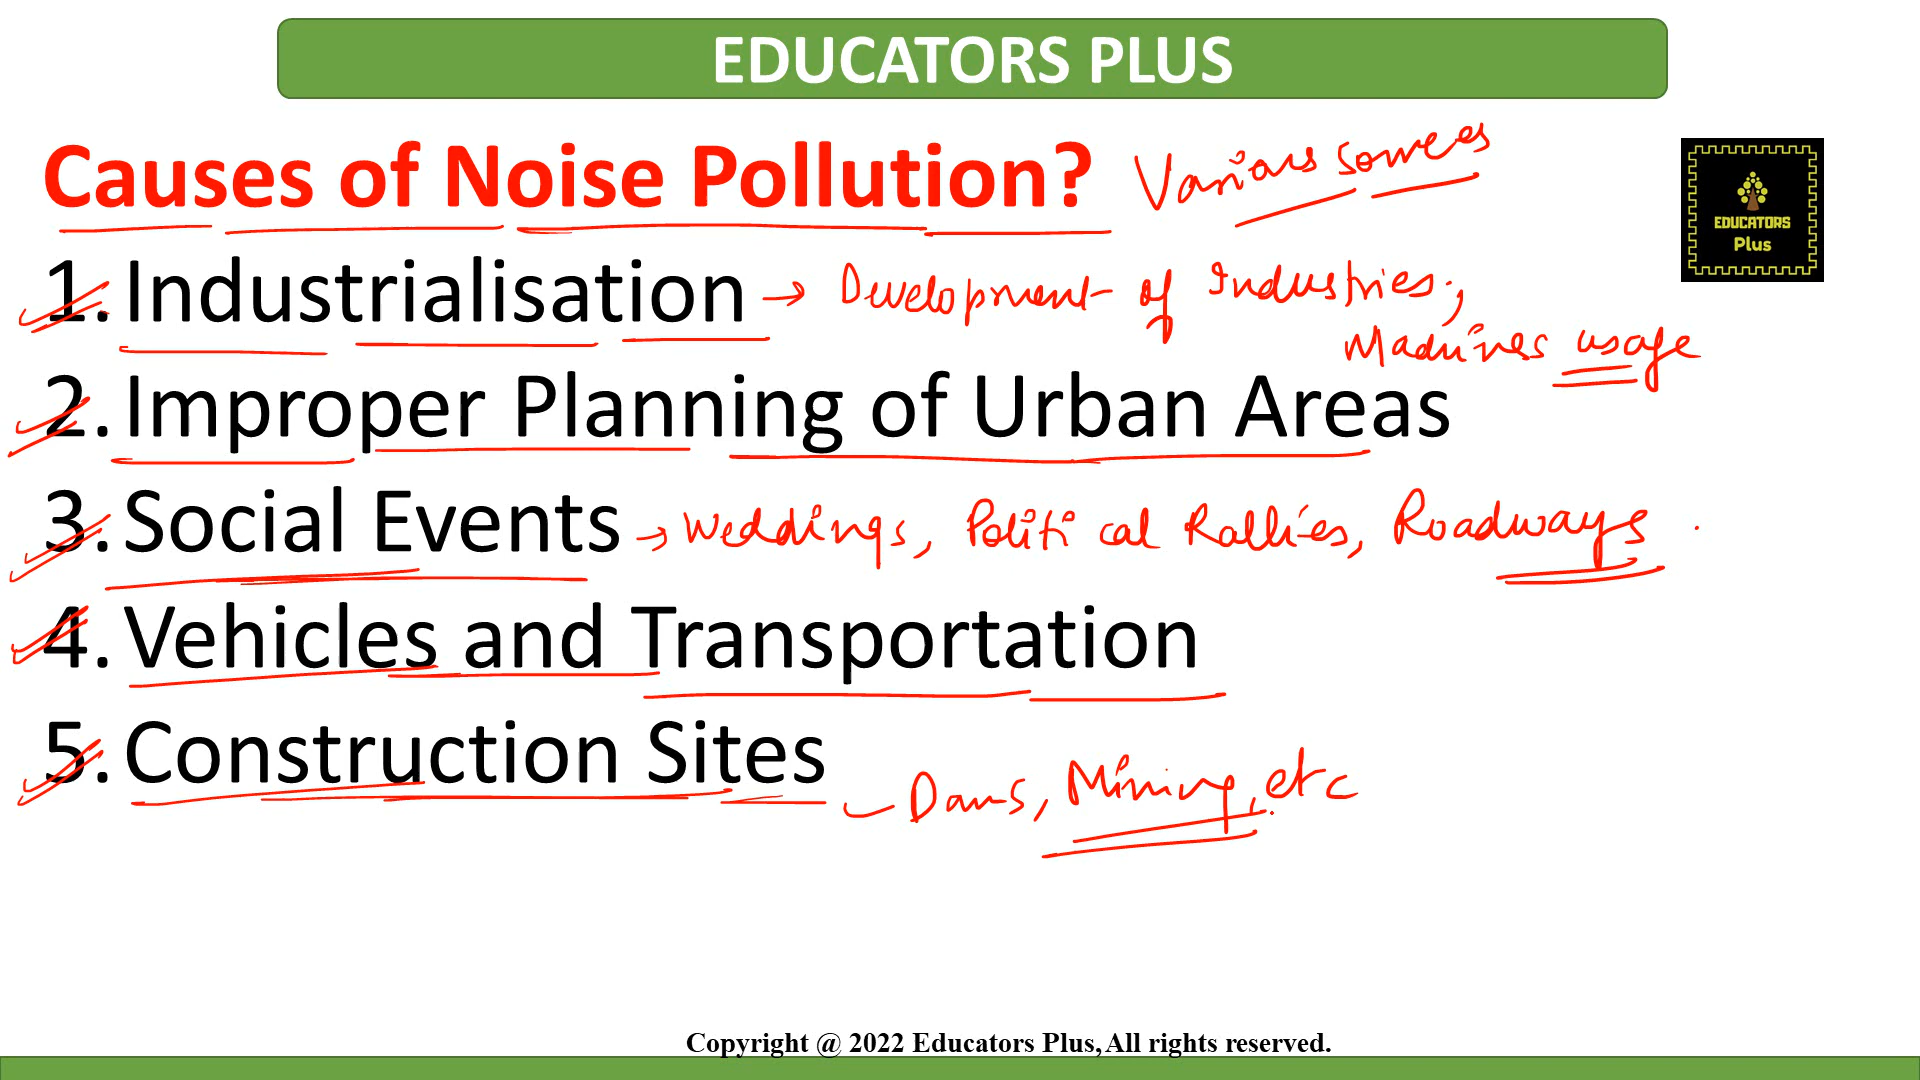 EDUCATORS PLUS
Causes of Noise Pollution? Various sources
EDUCATORS
Plus
1. Industrialisation → Development of Industries,
Machines usage
2. Improper Planning of Urban Areas
3. Social Events → Weddings, Political Rallies, Roadways.
4. Vehicles and Transportation
5. Construction Sites
Dams, Mining, etc
Copyright @ 2022 Educators Plus, All rights reserved.